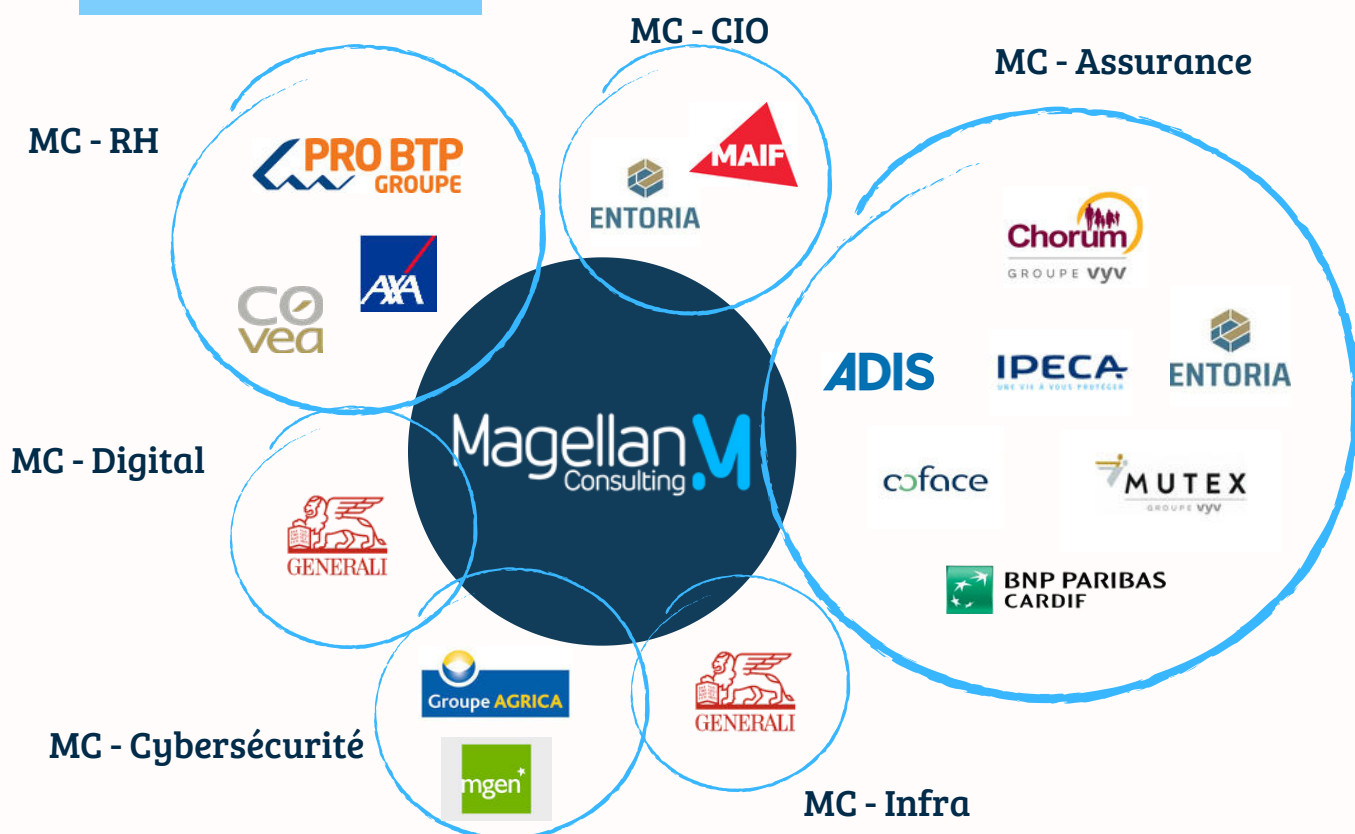 MC - CIO
MC - Assurance
MC - RH
PRO BTP
GROUPE
MAIF
ENTORIA
Chorum
GROUPE vyv
AXA
covea
ADIS
IPECA
UNE VIE À VOUS PROTÉGER
ENTORIA
Magellan
Consulting
MC - Digital
coface
MUTEX
GROUPE vyv
GENERALI
BNP PARIBAS
CARDIF
Groupe AGRICA
GENERALI
MC - Cybersécurité
mgen
MC - Infra